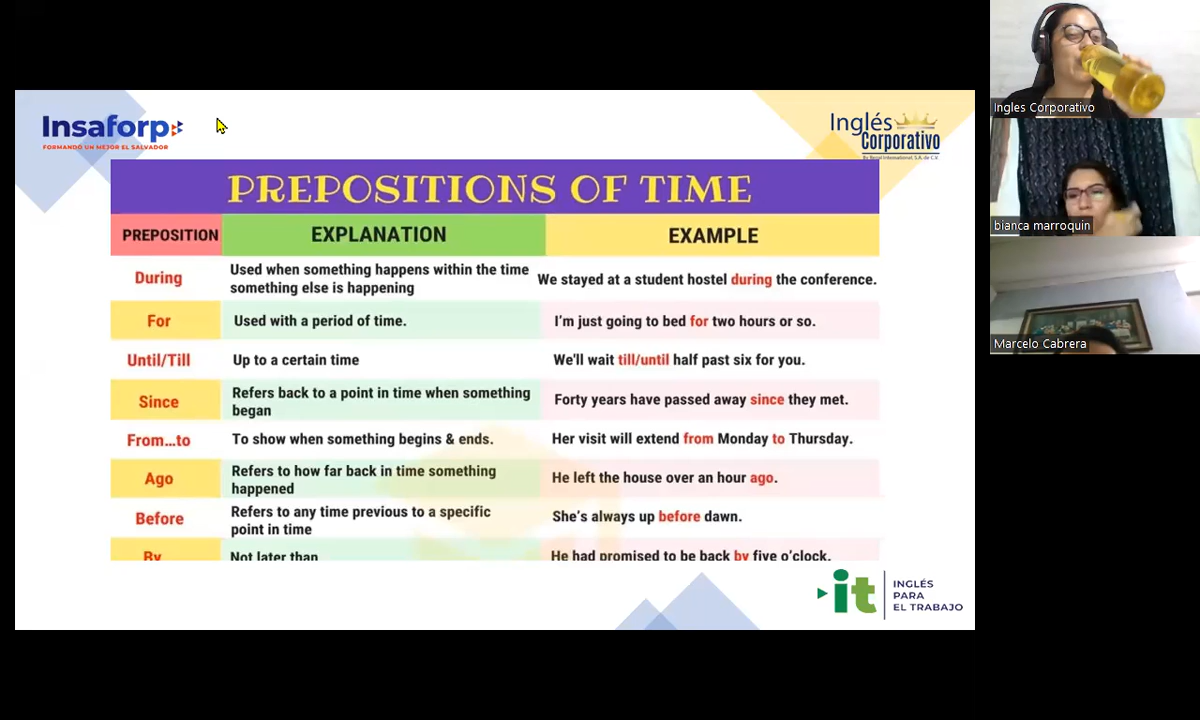 Insaforp
FORMANDO UN MEJOR EL SALVADOR
Inglés
Corporativo
PREPOSITIONS OF TIME
PREPOSITION EXPLANATION EXAMPLE
During
Used when something happens within the time
something else is happening
We stayed at a student hostel during the conference.
For
Used with a period of time.
I'm just going to bed for two hours or so.
Until/Till
Up to a certain time
We'll wait till/until half past six for you.
Since
Refers back to a point in time when something
began
Forty years have passed away since they met.
From...to
To show when something begins & ends.
Her visit will extend from Monday to Thursday.
Ago
Refers to how far back in time something
happened
He left the house over an hour ago.
Before
Refers to any time previous to a specific
point in time
She's always up before dawn.
By
Not later than
He had promised to be back by five o'clock.
it
INGLÉS
PARA
EL TRABAJO
Ingles Corporativo
bianca marroquin
Marcelo Cabrera